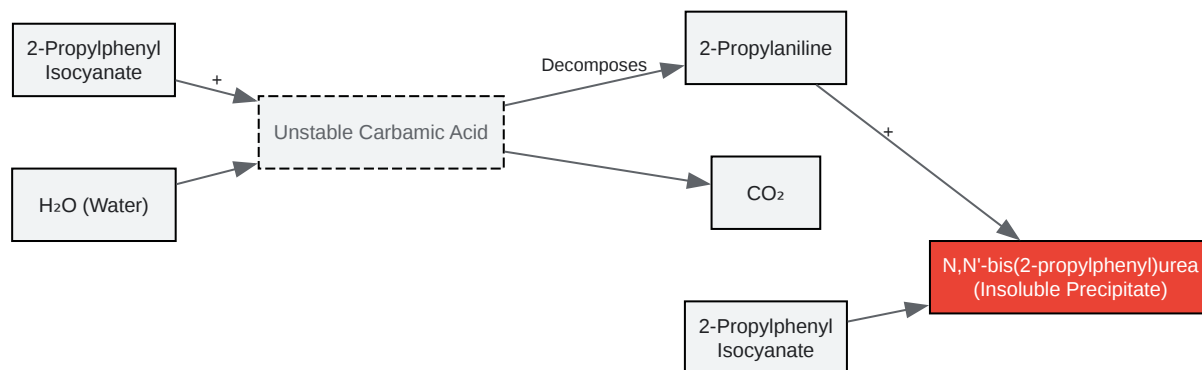 2-Propylphenyl
Isocyanate
+
H₂O (Water)
Unstable Carbamic Acid
Decomposes
2-Propylaniline
CO₂
+
2-Propylphenyl
Isocyanate
N,N'-bis(2-propylphenyl)urea
(Insoluble Precipitate)